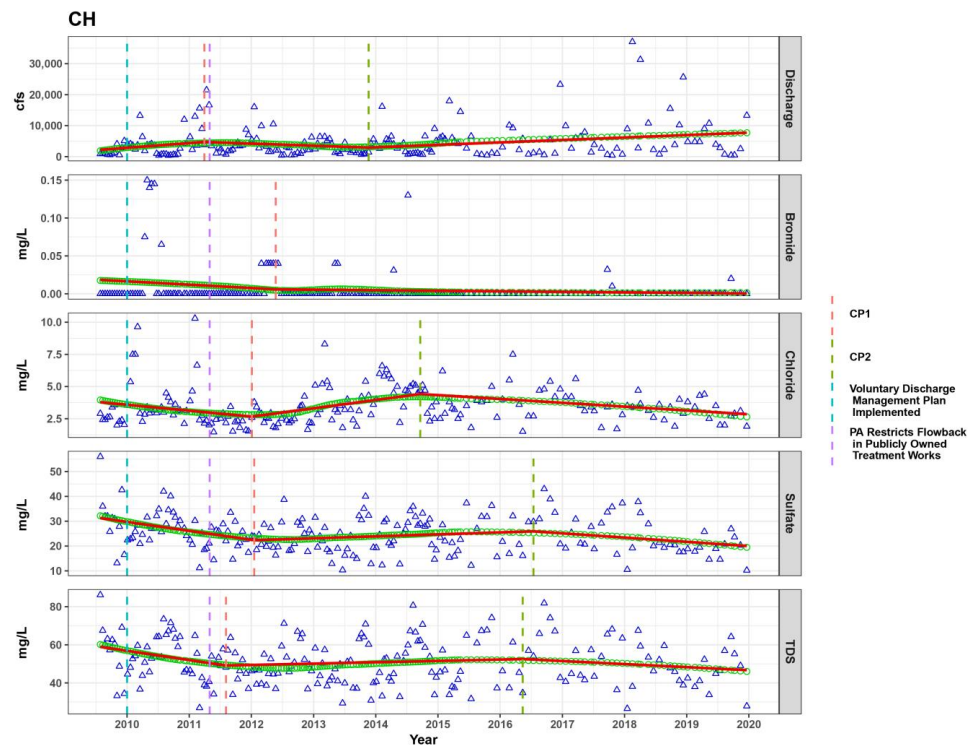 CH
30,000
20,000
10,000
0
cfs
Discharge
0.15
0.10
0.05
0.00
mg/L
Bromide
10.0
7.5
5.0
2.5
mg/L
Chloride
50
40
30
20
10
mg/L
Sulfate
80
60
40
mg/L
TDS
2010 2011 2012 2013 2014 2015 2016 2017 2018 2019 2020
Year
CP1
CP2
Voluntary Discharge
Management Plan
Implemented
PA Restricts Flowback
in Publicly Owned
Treatment Works